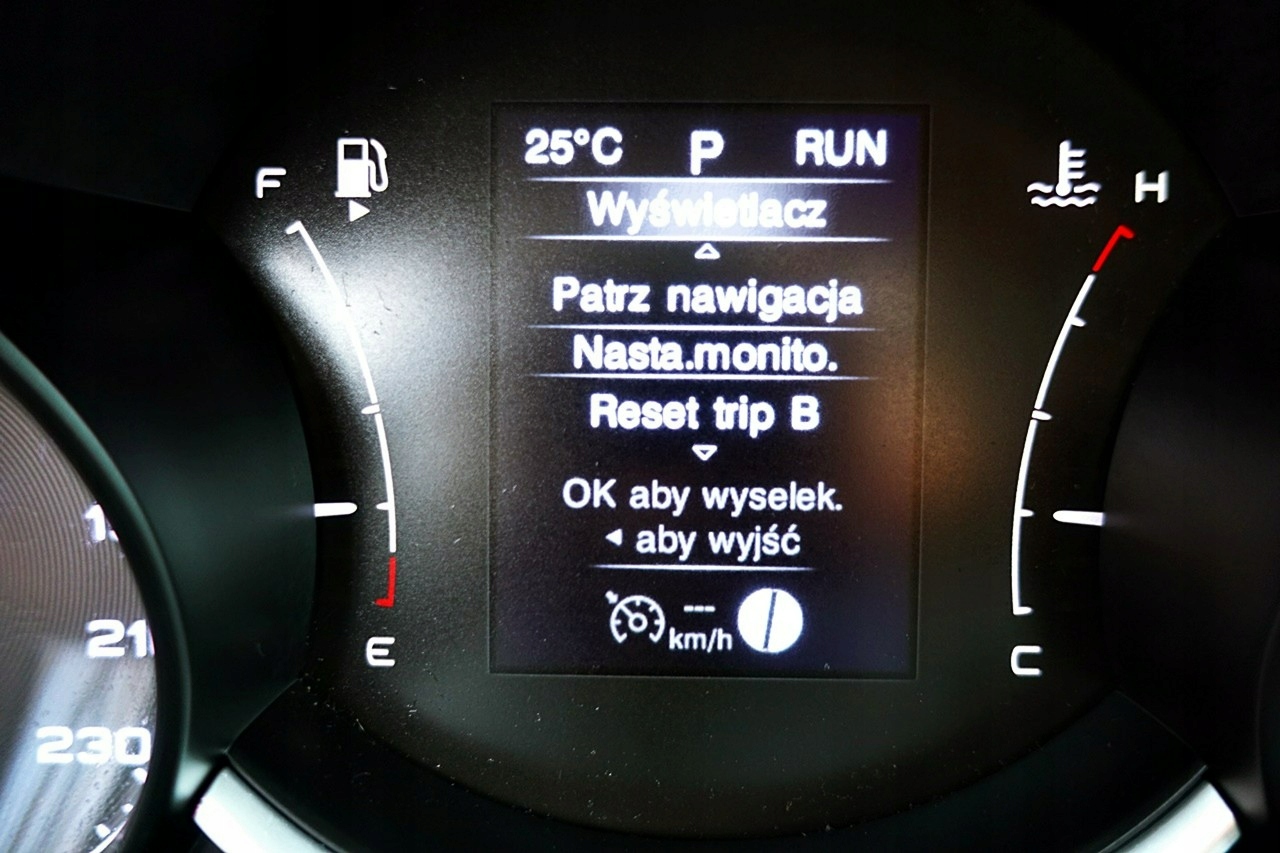 25°C P RUN
Wyświetlacz
Patrz nawigacja
Nasta.monito.
Reset trip B
OK aby wyselek.
aby wyjść
--- km/h
F
E
H
C
21
230